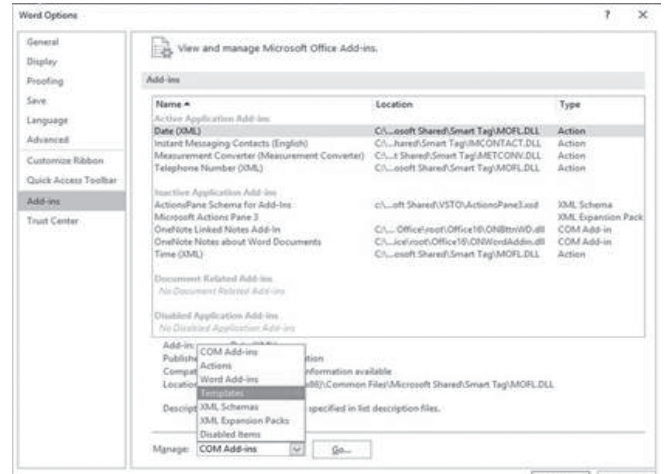 Word Options ? ×
General
Display
Proofing
Save
Language
Advanced
Customize Ribbon
Quick Access Toolbar
Add-ins
Trust Center
View and manage Microsoft Office Add-ins.
Add-ins
Name Location Type
Active Application Add-ins
Date (XML) C:\...osoft Shared\Smart Tag\MOFL.DLL Action
Instant Messaging Contacts (English) C:\...hared\Smart Tag\IMCONTACT.DLL Action
Measurement Converter (Measurement Converter) C:\...t Shared\Smart Tag\METCONV.DLL Action
Telephone Number (XML) C:\...osoft Shared\Smart Tag\MOFL.DLL Action
Inactive Application Add-ins
ActionsPane Schema for Add-Ins c:\...oft Shared\VSTO\ActionsPane3.xsd XML Schema
Microsoft Actions Pane 3 XML Expansion Pack
OneNote Linked Notes Add-In C:\... Office\root\Office16\ONBttnWD.dll COM Add-in
OneNote Notes about Word Documents C:\...ice\root\Office16\ONWordAddin.dll COM Add-in
Time (XML) C:\...osoft Shared\Smart Tag\MOFL.DLL Action
Document Related Add-ins
No Document Related Add-ins
Disabled Application Add-ins
No Disabled Application Add-ins
Add-in:
Publishe tion
Compat nformation available
Location x86)\Common Files\Microsoft Shared\Smart Tag\MOFL.DLL
Descript specified in list description files.
COM Add-ins
Actions
Word Add-ins
Templates
XML Schemas
XML Expansion Packs
Disabled Items
Manage: COM Add-ins Go...